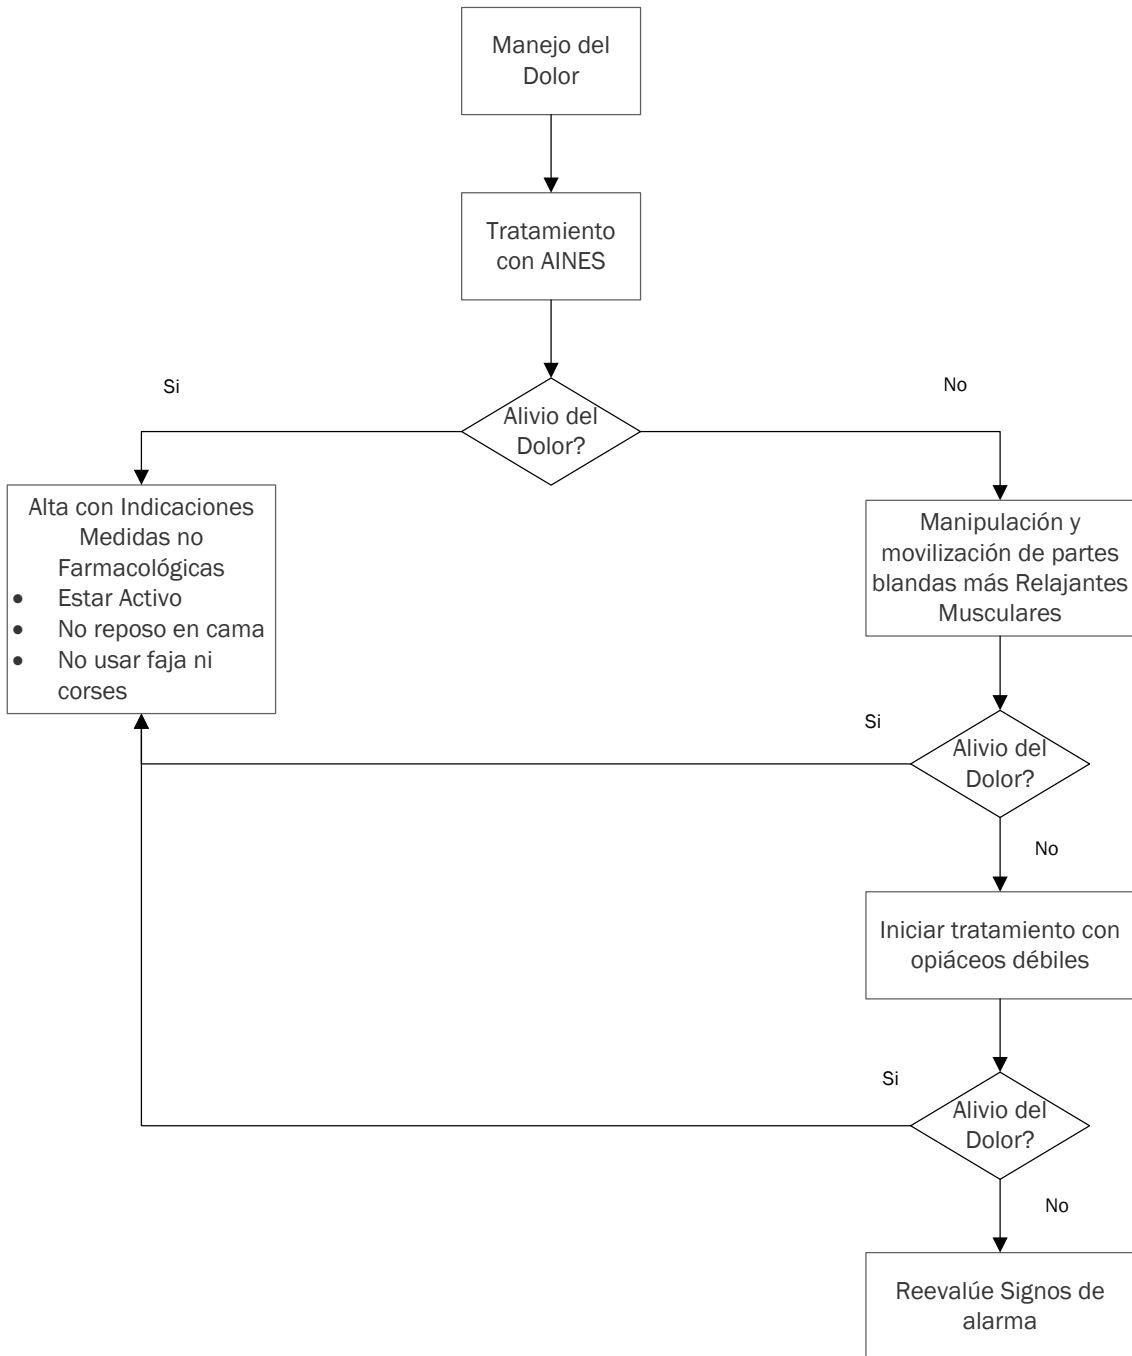 Manejo del
Dolor
Tratamiento
con AINES
Alivio del
Dolor?
Si
No
Alta con Indicaciones
Medidas no
Farmacológicas
• Estar Activo
• No reposo en cama
• No usar faja ni
corses
Manipulación y
movilización de partes
blandas más Relajantes
Musculares
Si
Alivio del
Dolor?
No
Iniciar tratamiento con
opiáceos débiles
Si
Alivio del
Dolor?
No
Reevalúe Signos de
alarma